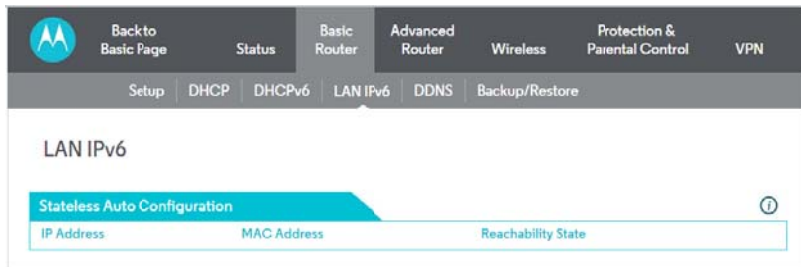 Back to Basic Page
Status
Basic Router
Advanced Router
Wireless
Protection & Parental Control
VPN
Setup DHCP DHCPv6 LAN IPv6 DDNS Backup/Restore
LAN IPv6
Stateless Auto Configuration
IP Address MAC Address Reachability State